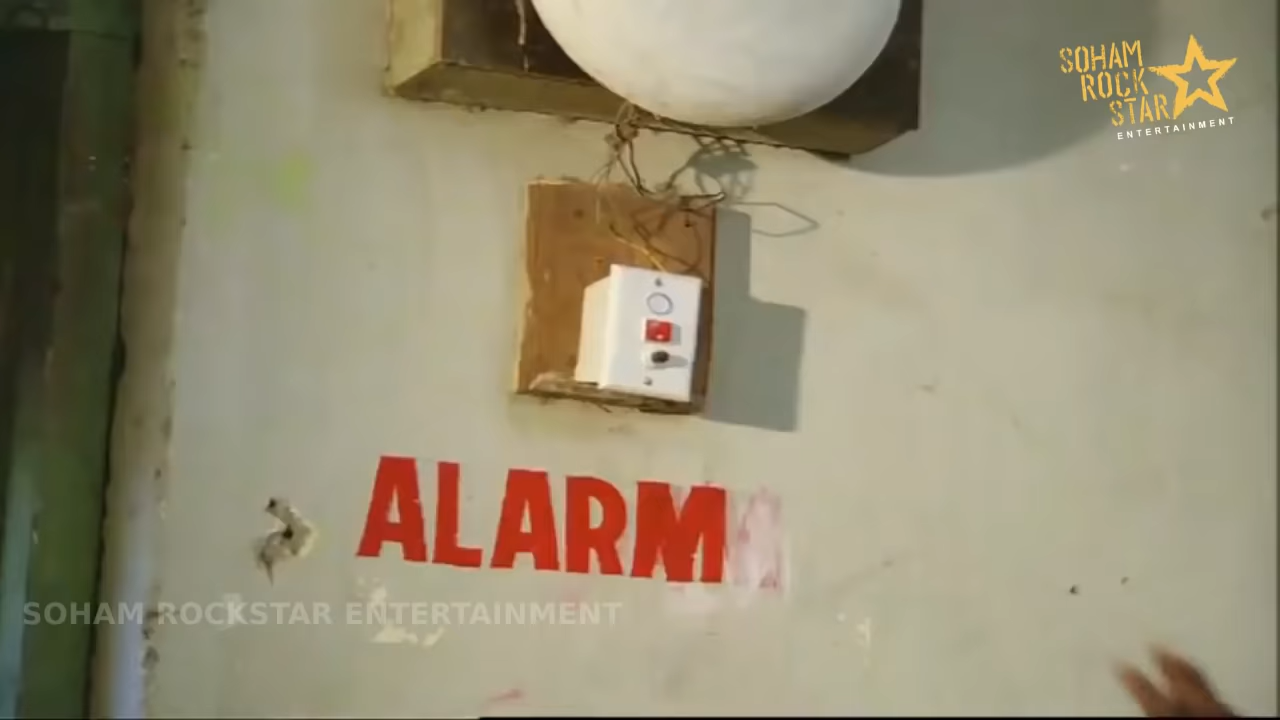 SOHAM
ROCK
STAR
ENTERTAINMENT
ALARM
SOHAM ROCKSTAR ENTERTAINMENT